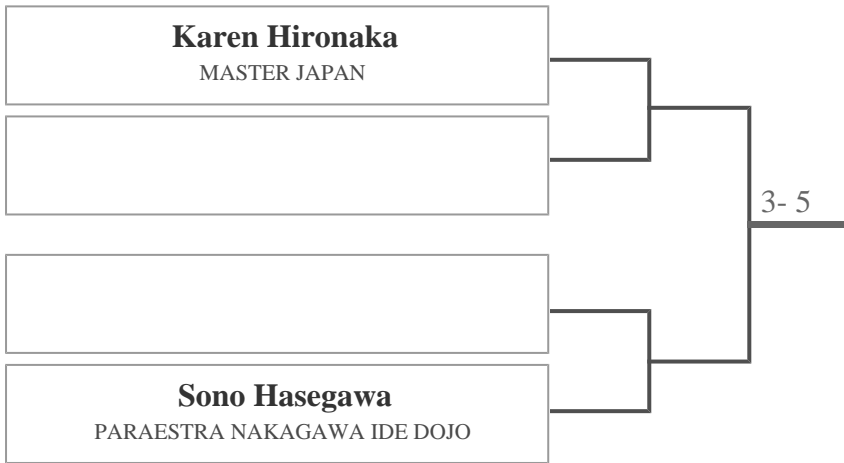 Karen Hironaka
MASTER JAPAN
3- 5
Sono Hasegawa
PARAESTRA NAKAGAWA IDE DOJO